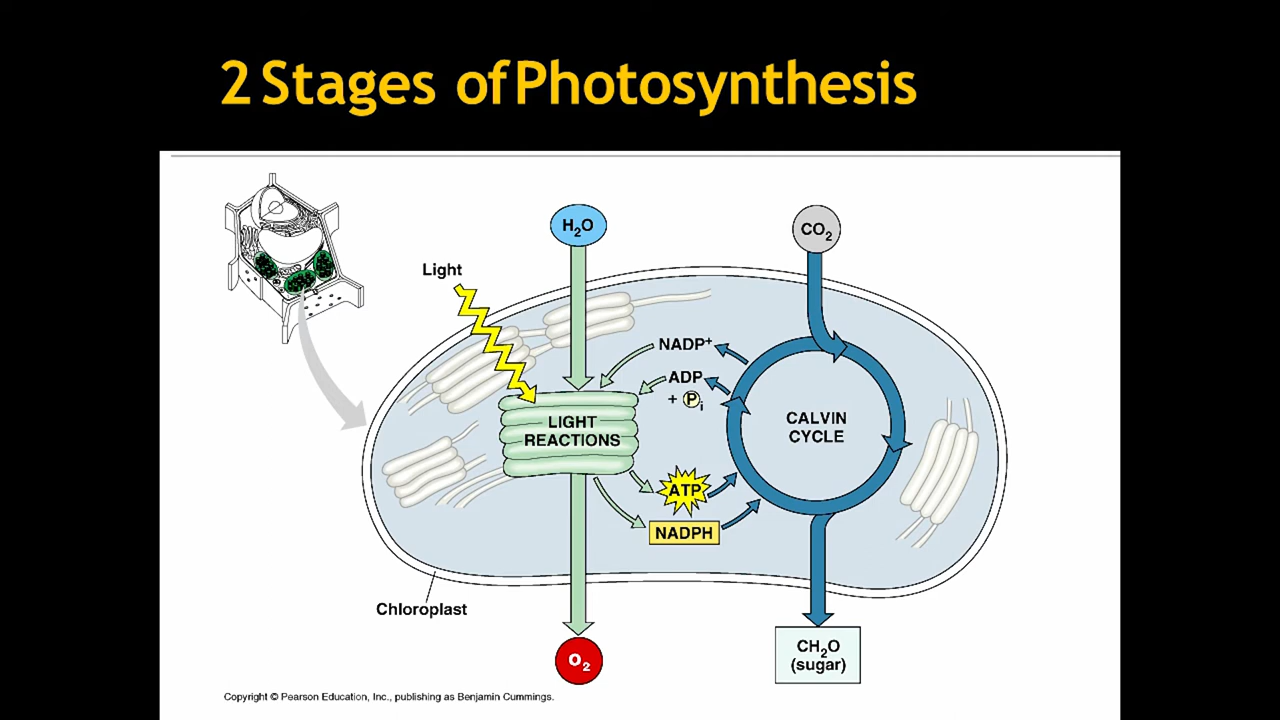 2 Stages of Photosynthesis
H₂O
CO₂
Light
NADP⁺
ADP
+ Pᵢ
LIGHT
REACTIONS
CALVIN
CYCLE
ATP
NADPH
Chloroplast
O₂
CH₂O
(sugar)
Copyright © Pearson Education, Inc., publishing as Benjamin Cummings.